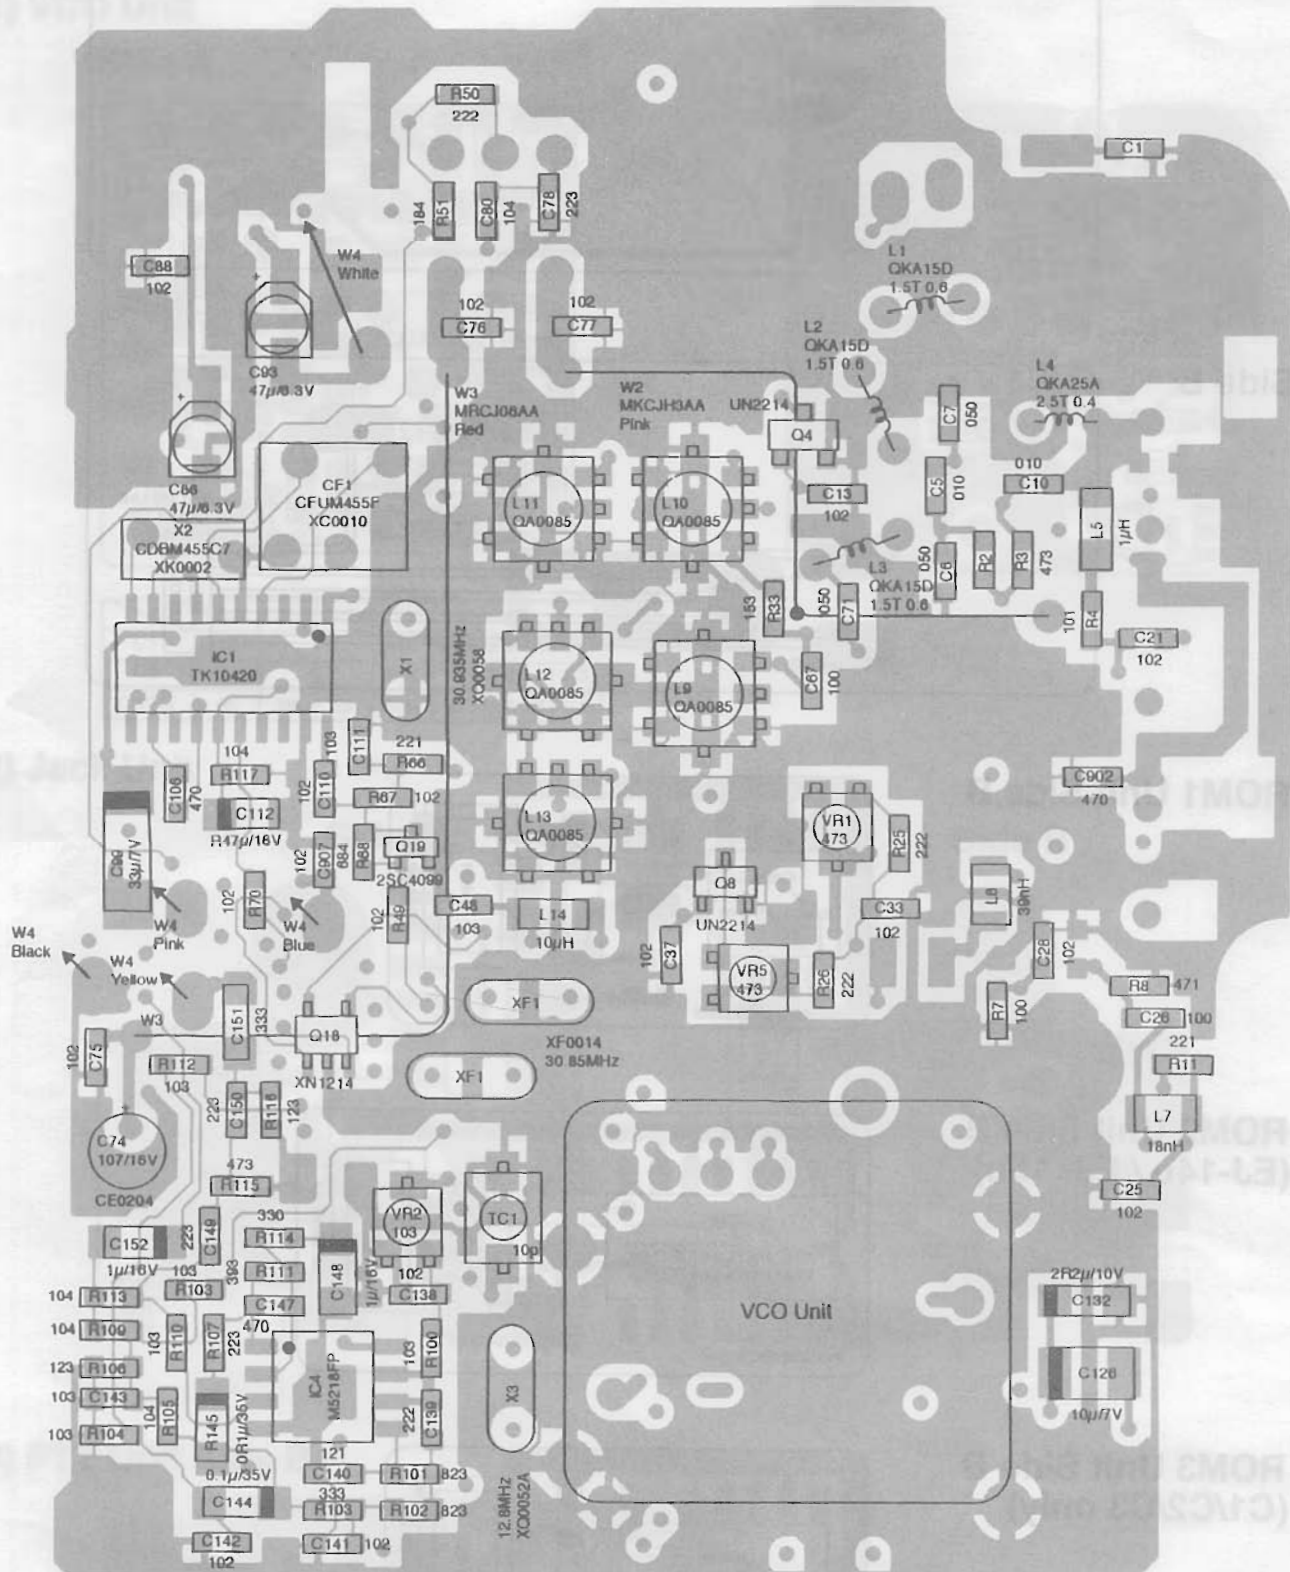 R50
222
C1
184
R51
C80
104
C78
223
W4
White
C88
102
L1
QKA15D
1.5T 0.6
102
C76
102
C77
L2
QKA15D
1.5T 0.6
C93
47µ/6.3V
W3
MRCJ08AA
Red
W2
MKCJH3AA
Pink
UN2214
Q4
L4
QKA25A
2.5T 0.4
C7
050
C86
47µ/6.3V
CF1
CFUM455F
XC0010
L11
QA0085
L10
QA0085
C13
102
C5
010
010
C10
L5
1µH
X2
CDBM455C7
XK0002
L3
QKA15D
1.5T 0.6
050
C6
R2
R3
473
153
R33
050
C71
101
R4
C21
102
IC1
TK10420
X1
30.935MHz
XQ0058
L12
QA0085
L9
QA0085
C67
100
104
R117
C106
470
C112
R47µ/16V
102
C110
103
C111
221
R66
R67
102
L13
QA0085
VR1
473
R25
222
C902
470
C99
33µ/7V
102
C907
684
R68
Q19
2SC4099
Q8
UN2214
L6
39nH
W4
Pink
102
R70
W4
Blue
102
R49
C48
103
L14
10µH
C33
102
W4
Black
W4
Yellow
102
C37
VR5
473
R26
222
C28
102
R8
471
C26
100
R7
100
XF1
XF0014
30.85MHz
W3
C151
333
Q18
XN1214
102
C75
R112
103
XF1
221
R11
223
C150
R116
123
C74
107/16V
CE0204
L7
18nH
473
R115
C25
102
C152
1µ/16V
223
C149
330
R114
VR2
103
TC1
10p
393
R111
C148
1µ/16V
102
C138
103
R103
104
R113
C147
470
2R2µ/10V
C132
VCO Unit
104
R109
103
R110
R107
223
IC4
M5218FP
103
R100
X3
12.8MHz
XQ0052A
123
R106
103
C143
104
R105
R145
0R1µ/35V
222
C139
C126
10µ/7V
103
R104
121
C140
R101
823
0.1µ/35V
C144
333
R103
R102
823
C142
102
C141
102
Side B
ROM1 Unit Side B
ROM3 Unit Side B